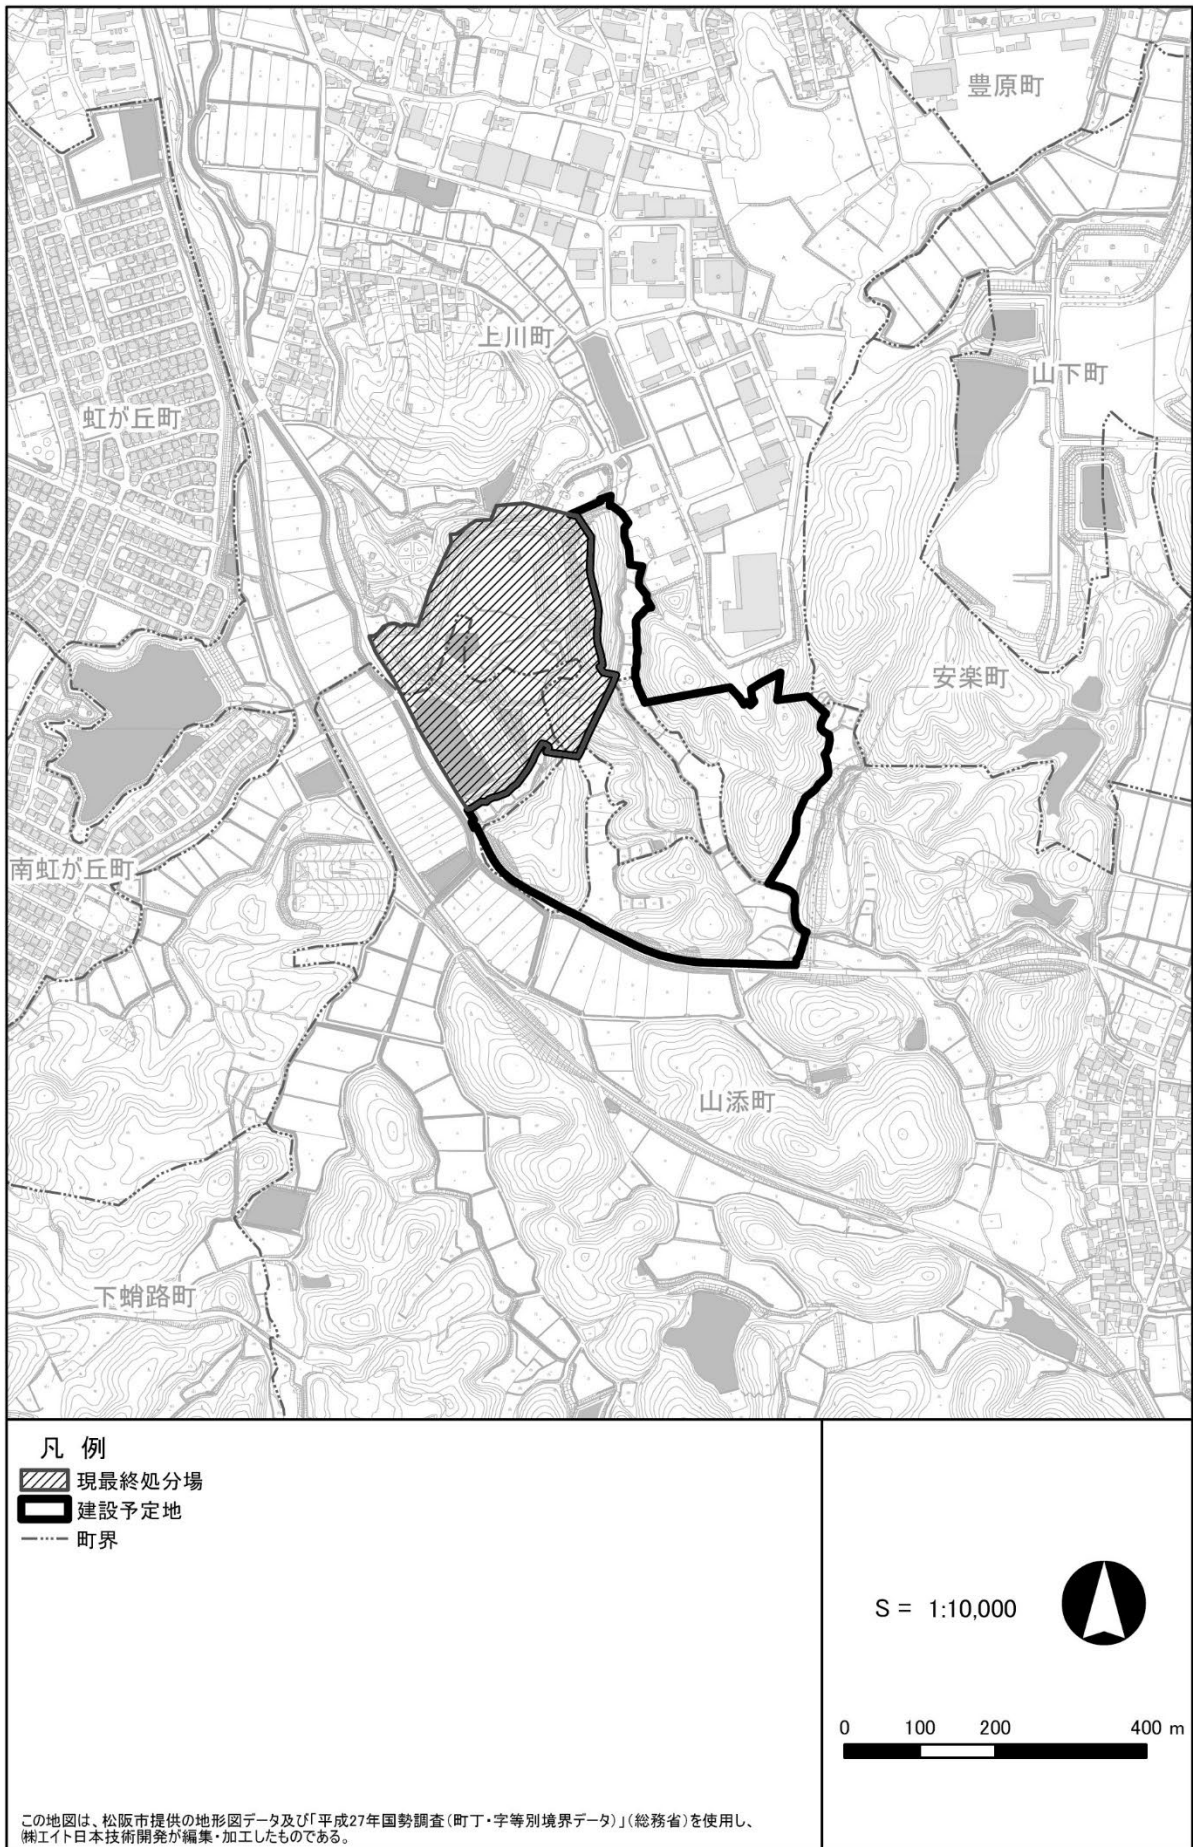 豊原町
上川町
山下町
虹が丘町
安楽町
南虹が丘町
山添町
下蛸路町
凡 例
現最終処分場
建設予定地
町界
S = 1:10,000
0 100 200 400 m
この地図は、松阪市提供の地形図データ及び「平成27年国勢調査(町丁・字等別境界データ)」(総務省)を使用し、
㈱エイト日本技術開発が編集・加工したものである。